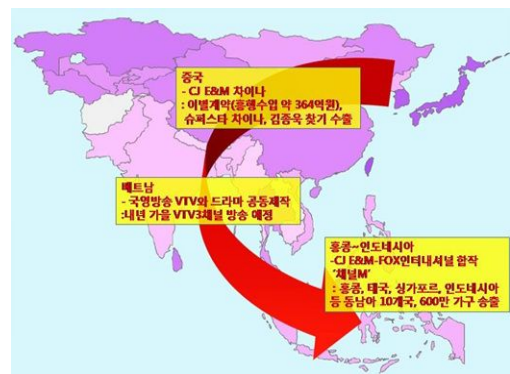 중국
- CJ E&M 차이나
: 이별계약(흥행수입 약 364억원),
슈퍼스타 차이나, 김종욱 찾기 수출
베트남
- 국영방송 VTV와 드라마 공동제작
:내년 가을 VTV3채널 방송 예정
홍콩~인도네시아
-CJ E&M-FOX인터내셔널 합작
'채널M'
: 홍콩, 태국, 싱가포르, 인도네시아
등 동남아 10개국, 600만 가구 송출